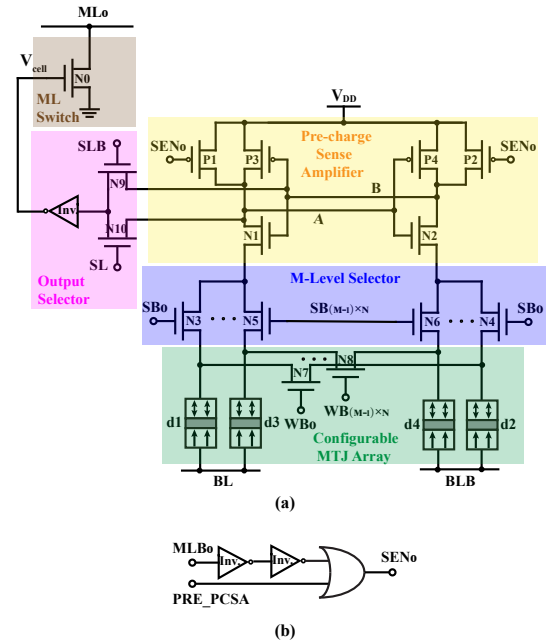 MLo
Vcell
N0
ML
Switch
VDD
SLB
SENo
P1
P3
Pre-charge
Sense
Amplifier
P4
P2
SENo
N9
B
Inv.
N10
A
N1
N2
SL
Output
Selector
M-Level Selector
SBo
N3
N5
SB(M-1)×N
N6
N4
SBo
N7
N8
WBo
WB(M-1)×N
d1
d3
d4
d2
Configurable
MTJ Array
BL
BLB
(a)
MLBo
Inv.
Inv.
SENo
PRE_PCSA
(b)